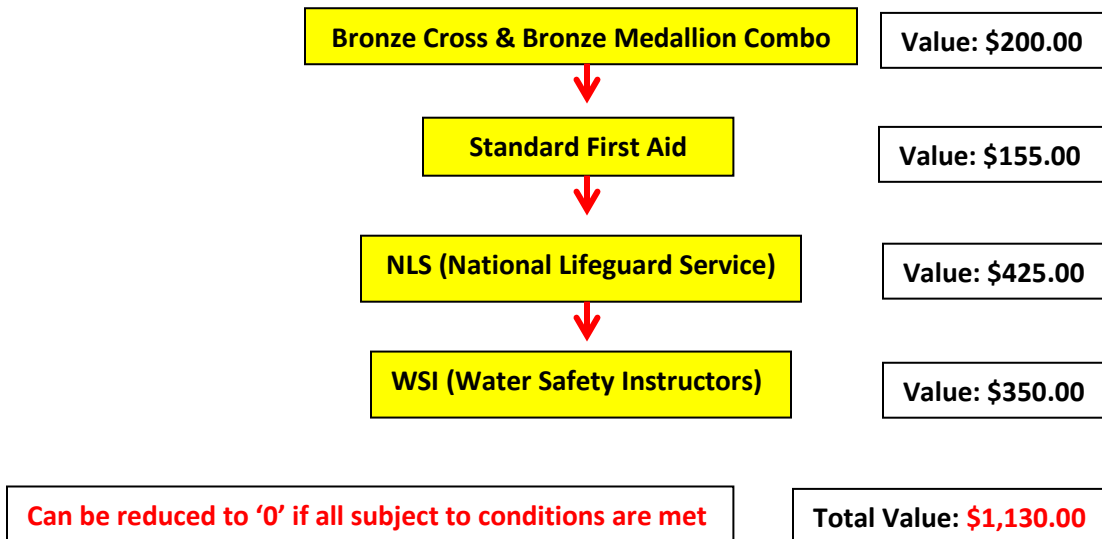 Bronze Cross & Bronze Medallion Combo
Value: $200.00
Standard First Aid
Value: $155.00
NLS (National Lifeguard Service)
Value: $425.00
WSI (Water Safety Instructors)
Value: $350.00
Can be reduced to ‘0’ if all subject to conditions are met
Total Value: $1,130.00